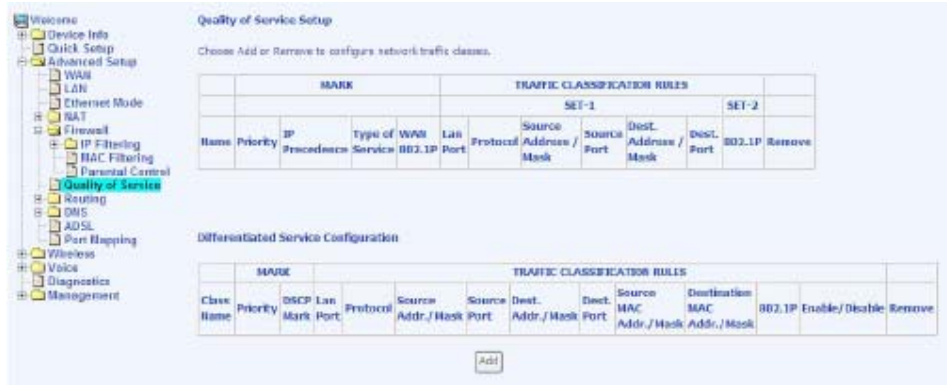 Welcome
Device Info
Quick Setup
Advanced Setup
WAN
LAN
Ethernet Mode
NAT
Firewall
IP Filtering
MAC Filtering
Parental Control
Quality of Service
Routing
DNS
ADSL
Port Mapping
Wireless
Voice
Diagnostics
Management
Quality of Service Setup
Choose Add or Remove to configure network traffic classes.
MARK
TRAFFIC CLASSIFICATION RULES
SET-1
SET-2
Name
Priority
IP
Precedence
Type of
Service
WAN
802.1P
Lan
Port
Protocol
Source
Address /
Mask
Source
Port
Dest.
Address /
Mask
Dest.
Port
802.1P
Remove
Differentiated Service Configuration
MARK
TRAFFIC CLASSIFICATION RULES
Class
Name
Priority
DSCP
Mark
Lan
Port
Protocol
Source
Addr./Mask
Source
Port
Dest.
Addr./Mask
Dest.
Port
Source
MAC
Addr./Mask
Destination
MAC
Addr./Mask
802.1P
Enable/Disable
Remove
Add